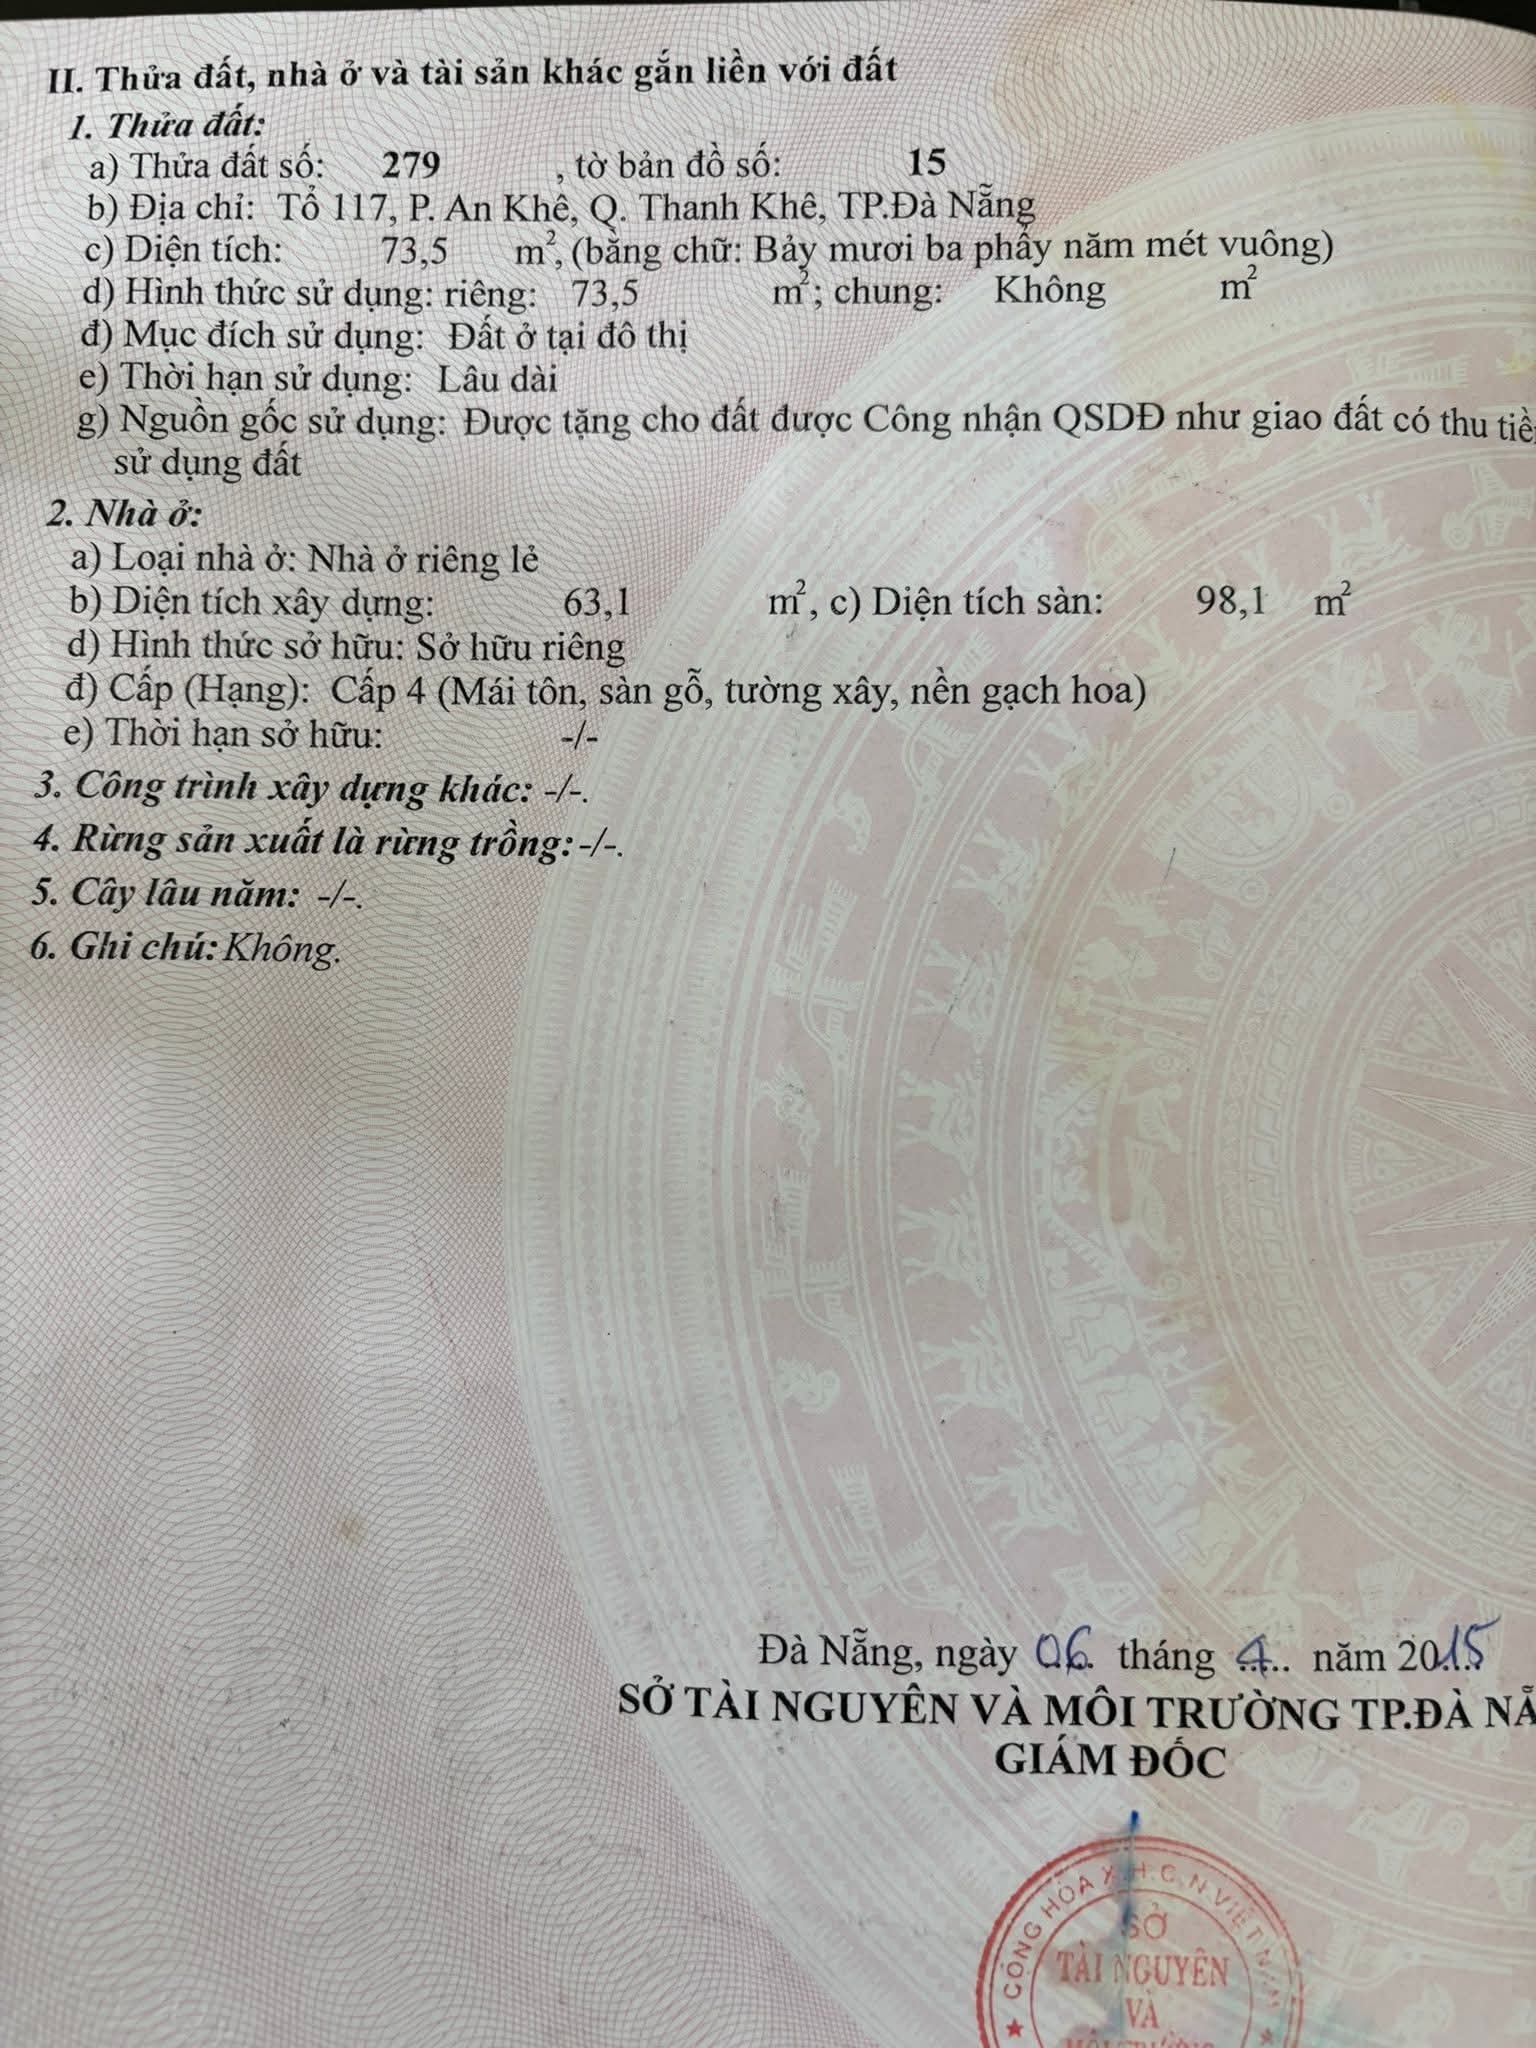 II. Thửa đất, nhà ở và tài sản khác gắn liền với đất
1. Thửa đất:
a) Thửa đất số: 279 , tờ bản đồ số: 15
b) Địa chỉ: Tổ 117, P. An Khê, Q. Thanh Khê, TP.Đà Nẵng
c) Diện tích: 73,5 m², (bằng chữ: Bảy mươi ba phẩy năm mét vuông)
d) Hình thức sử dụng: riêng: 73,5 m²; chung: Không m²
đ) Mục đích sử dụng: Đất ở tại đô thị
e) Thời hạn sử dụng: Lâu dài
g) Nguồn gốc sử dụng: Được tặng cho đất được Công nhận QSDĐ như giao đất có thu tiề
sử dụng đất
2. Nhà ở:
a) Loại nhà ở: Nhà ở riêng lẻ
b) Diện tích xây dựng: 63,1 m², c) Diện tích sàn: 98,1 m²
d) Hình thức sở hữu: Sở hữu riêng
đ) Cấp (Hạng): Cấp 4 (Mái tôn, sàn gỗ, tường xây, nền gạch hoa)
e) Thời hạn sở hữu: -/-
3. Công trình xây dựng khác: -/-.
4. Rừng sản xuất là rừng trồng: -/-.
5. Cây lâu năm: -/-.
6. Ghi chú: Không.
Đà Nẵng, ngày 06 tháng 4 năm 2015
SỞ TÀI NGUYÊN VÀ MÔI TRƯỜNG TP.ĐÀ NẴ
GIÁM ĐỐC
CỘNG HÒA X.H.C.N VIỆT NAM
SỞ
TÀI NGUYÊN
VÀ
MÔI TRƯỜNG